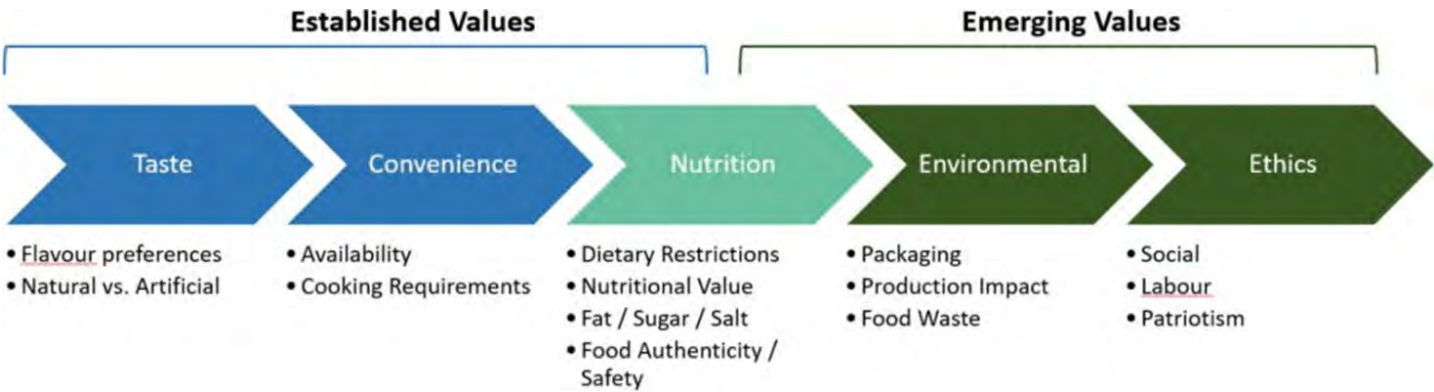 Established Values
Emerging Values
Taste
Convenience
Nutrition
Environmental
Ethics
• Flavour preferences
• Natural vs. Artificial
• Availability
• Cooking Requirements
• Dietary Restrictions
• Nutritional Value
• Fat / Sugar / Salt
• Food Authenticity /
Safety
• Packaging
• Production Impact
• Food Waste
• Social
• Labour
• Patriotism